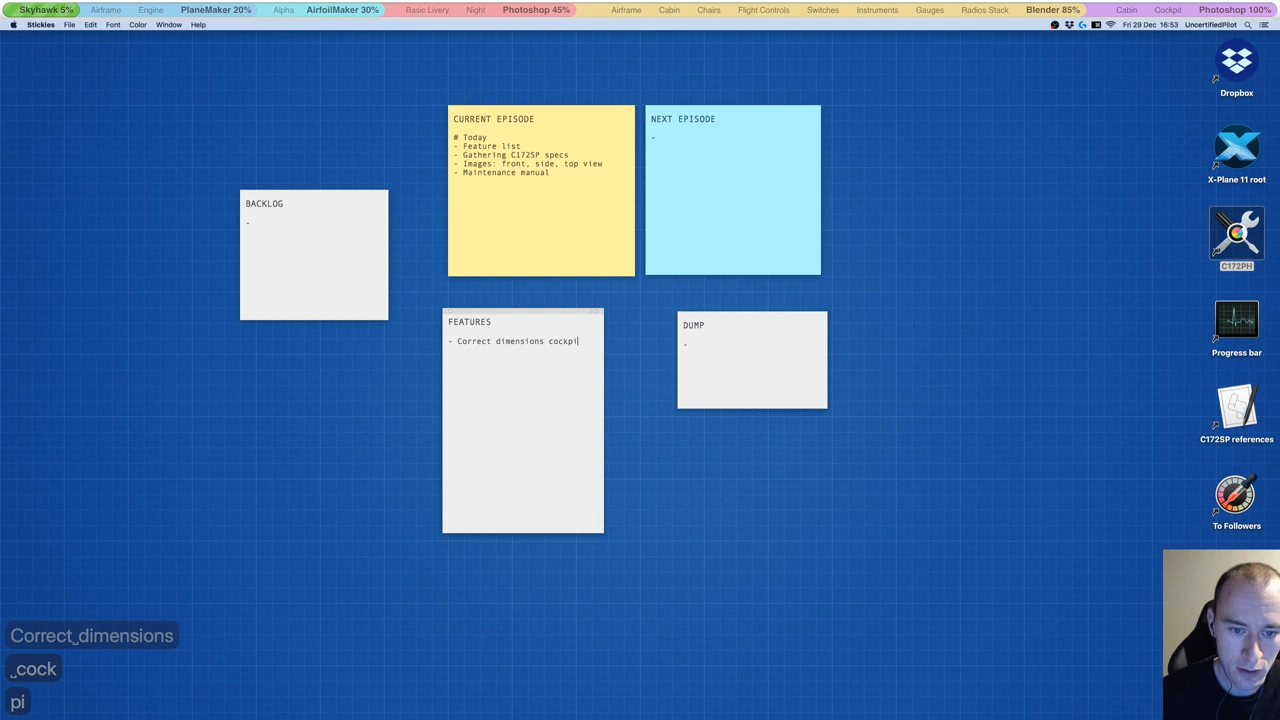 Skyhawk 5% Airframe Engine PlaneMaker 20% Alpha AirfoilMaker 30% Basic Livery Night Photoshop 45% Airframe Cabin Chairs Flight Controls Switches Instruments Gauges Radios Stack Blender 85% Cabin Cockpit Photoshop 100%
Stickies File Edit Font Color Window Help Fri 29 Dec 16:53 UncertifiedPilot
Dropbox
X-Plane 11 root
C172PH
Progress bar
C172SP references
To Followers
CURRENT EPISODE
# Today
- Feature list
- Gathering C172SP specs
- Images: front, side, top view
- Maintenance manual
NEXT EPISODE
-
BACKLOG
-
FEATURES
- Correct dimensions cockpi
DUMP
-
Correct␣dimensions
␣cock
pi